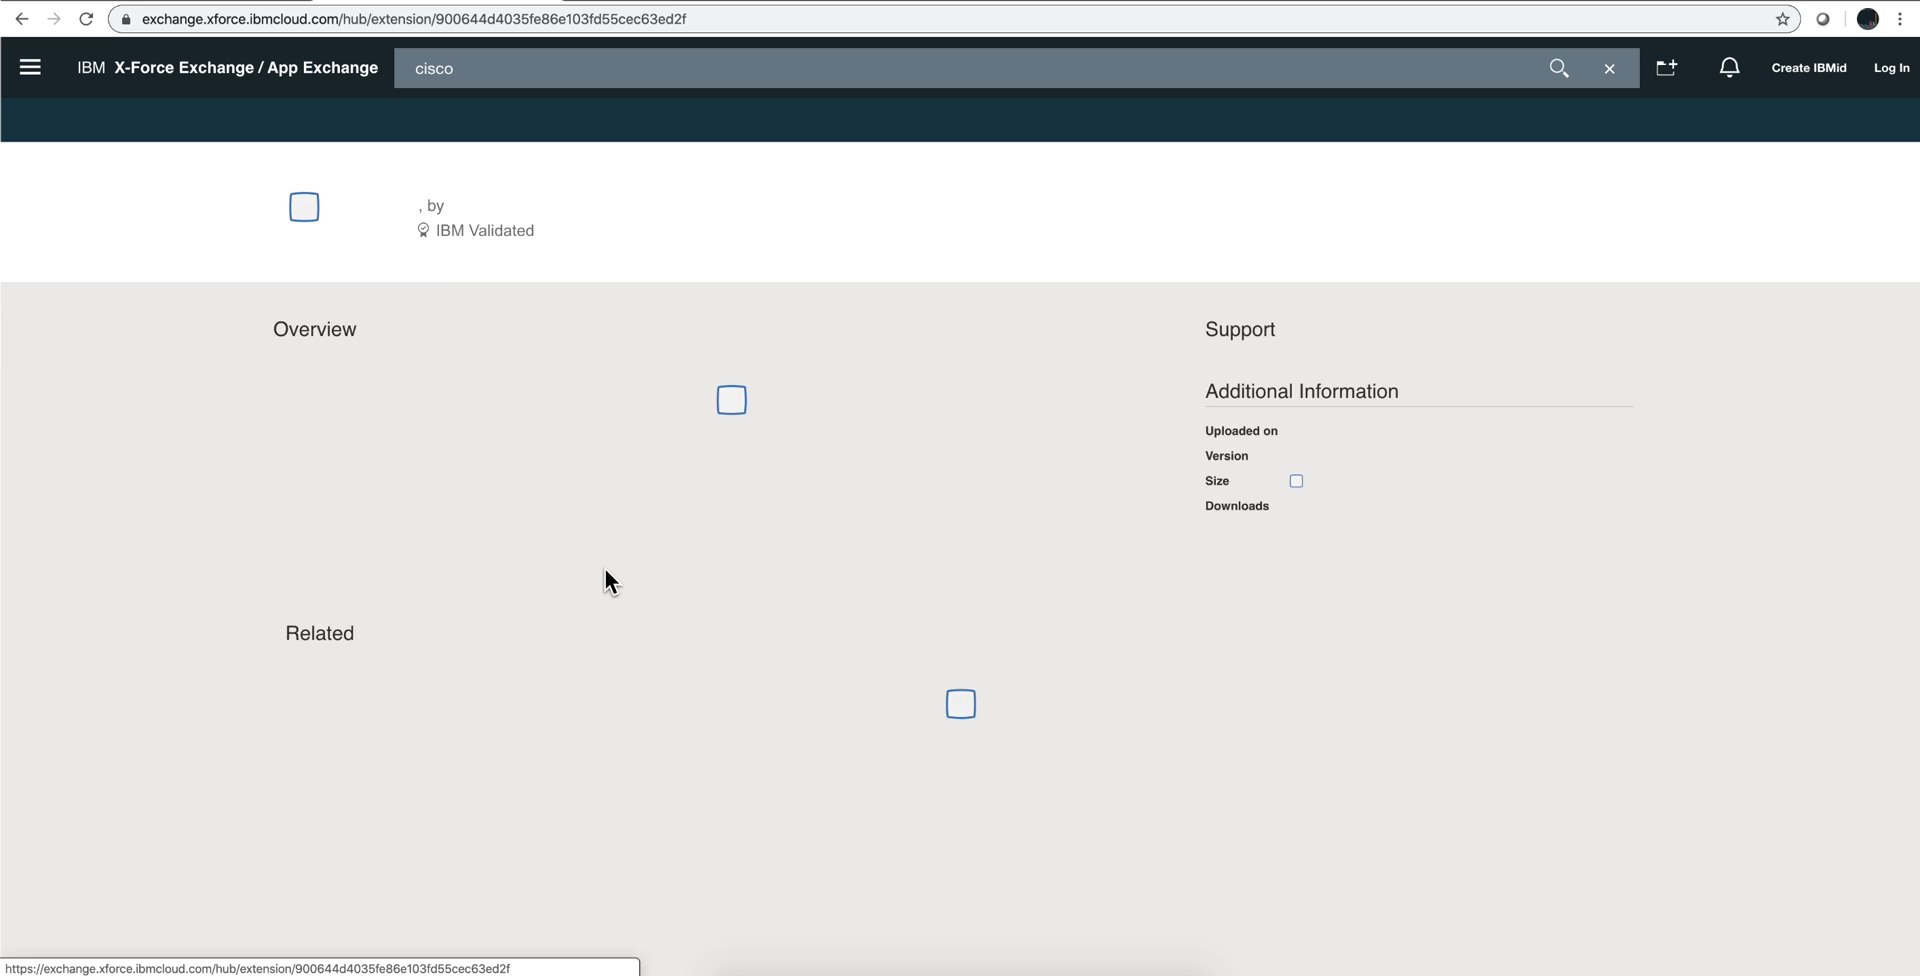 exchange.xforce.ibmcloud.com/hub/extension/900644d4035fe86e103fd55cec63ed2f
IBM X-Force Exchange / App Exchange
cisco
Create IBMid
Log In
, by
IBM Validated
Overview
Support
Additional Information
Uploaded on
Version
Size
Downloads
Related
https://exchange.xforce.ibmcloud.com/hub/extension/900644d4035fe86e103fd55cec63ed2f